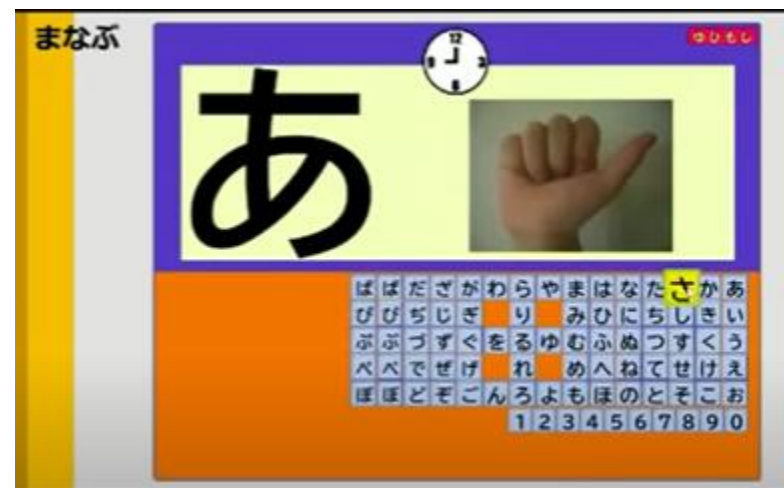 まなぶ
ゆびもじ
12
9 3
6
あ
ぱばだざがわらやまはなたさかあ
ぴびぢじぎ り みひにちしきい
ぷぶづずぐをるゆむふぬつすくう
ぺべでぜげ れ めへねてせけえ
ぽぼどぞごんろよもほのとそこお
1234567890